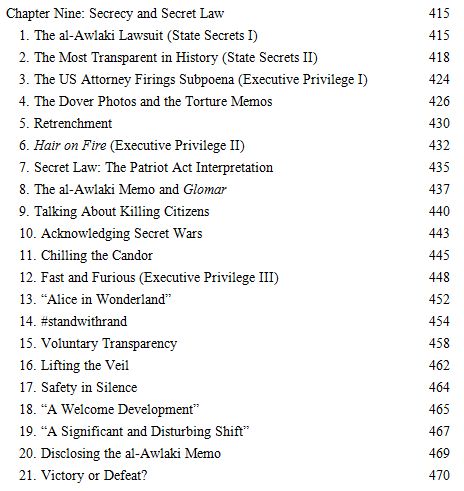 Chapter Nine: Secrecy and Secret Law 415
1. The al-Awlaki Lawsuit (State Secrets I) 415
2. The Most Transparent in History (State Secrets II) 418
3. The US Attorney Firings Subpoena (Executive Privilege I) 424
4. The Dover Photos and the Torture Memos 426
5. Retrenchment 430
6. Hair on Fire (Executive Privilege II) 432
7. Secret Law: The Patriot Act Interpretation 435
8. The al-Awlaki Memo and Glomar 437
9. Talking About Killing Citizens 440
10. Acknowledging Secret Wars 443
11. Chilling the Candor 445
12. Fast and Furious (Executive Privilege III) 448
13. “Alice in Wonderland” 452
14. #standwithrand 454
15. Voluntary Transparency 458
16. Lifting the Veil 462
17. Safety in Silence 464
18. “A Welcome Development” 465
19. “A Significant and Disturbing Shift” 467
20. Disclosing the al-Awlaki Memo 469
21. Victory or Defeat? 470